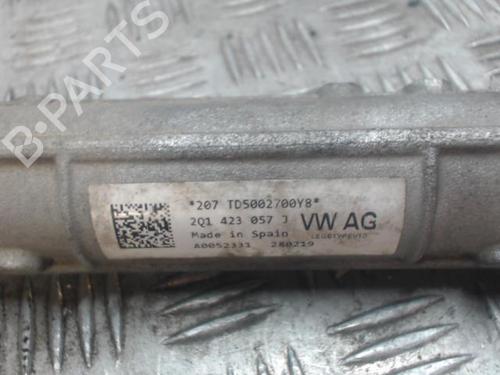 B-PARTS
*207 TD5002700Y8*
2Q1 423 057 J
VW AG
Made in Spain
A0052331 280219